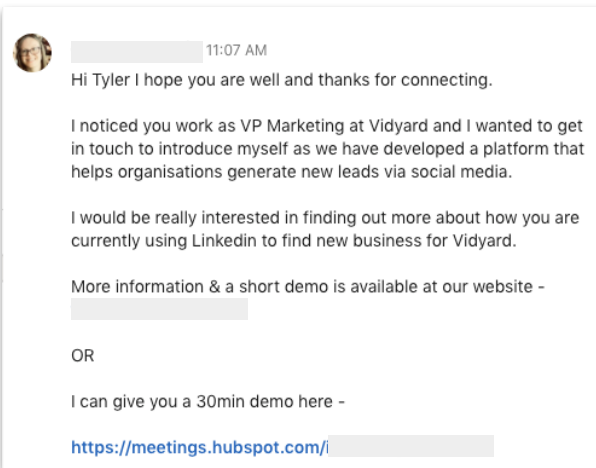 11:07 AM
Hi Tyler I hope you are well and thanks for connecting.
I noticed you work as VP Marketing at Vidyard and I wanted to get
in touch to introduce myself as we have developed a platform that
helps organisations generate new leads via social media.
I would be really interested in finding out more about how you are
currently using Linkedin to find new business for Vidyard.
More information & a short demo is available at our website -
OR
I can give you a 30min demo here -
https://meetings.hubspot.com/i